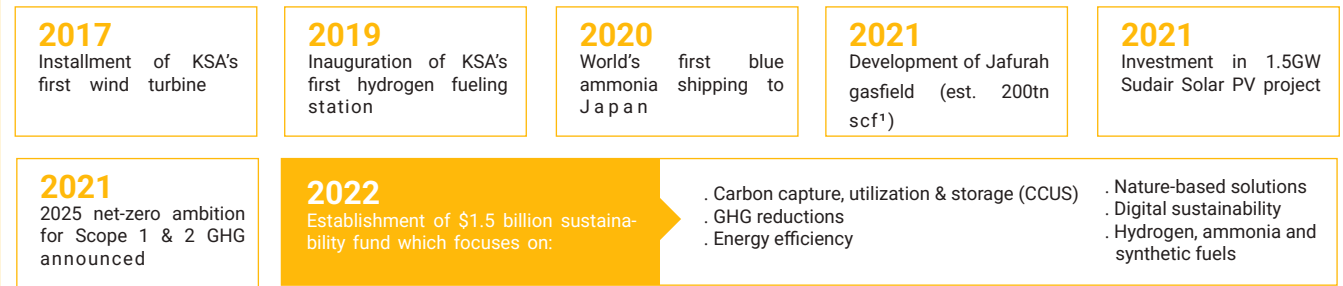 2017
Installment of KSA's
first wind turbine
2019
Inauguration of KSA's
first hydrogen fueling
station
2020
World's first blue
ammonia shipping to
Japan
2021
Development of Jafurah
gasfield (est. 200tn
scf¹)
2021
Investment in 1.5GW
Sudair Solar PV project
2021
2025 net-zero ambition
for Scope 1 & 2 GHG
announced
2022
Establishment of $1.5 billion sustaina-
bility fund which focuses on:
. Carbon capture, utilization & storage (CCUS)
. GHG reductions
. Energy efficiency
. Nature-based solutions
. Digital sustainability
. Hydrogen, ammonia and
synthetic fuels